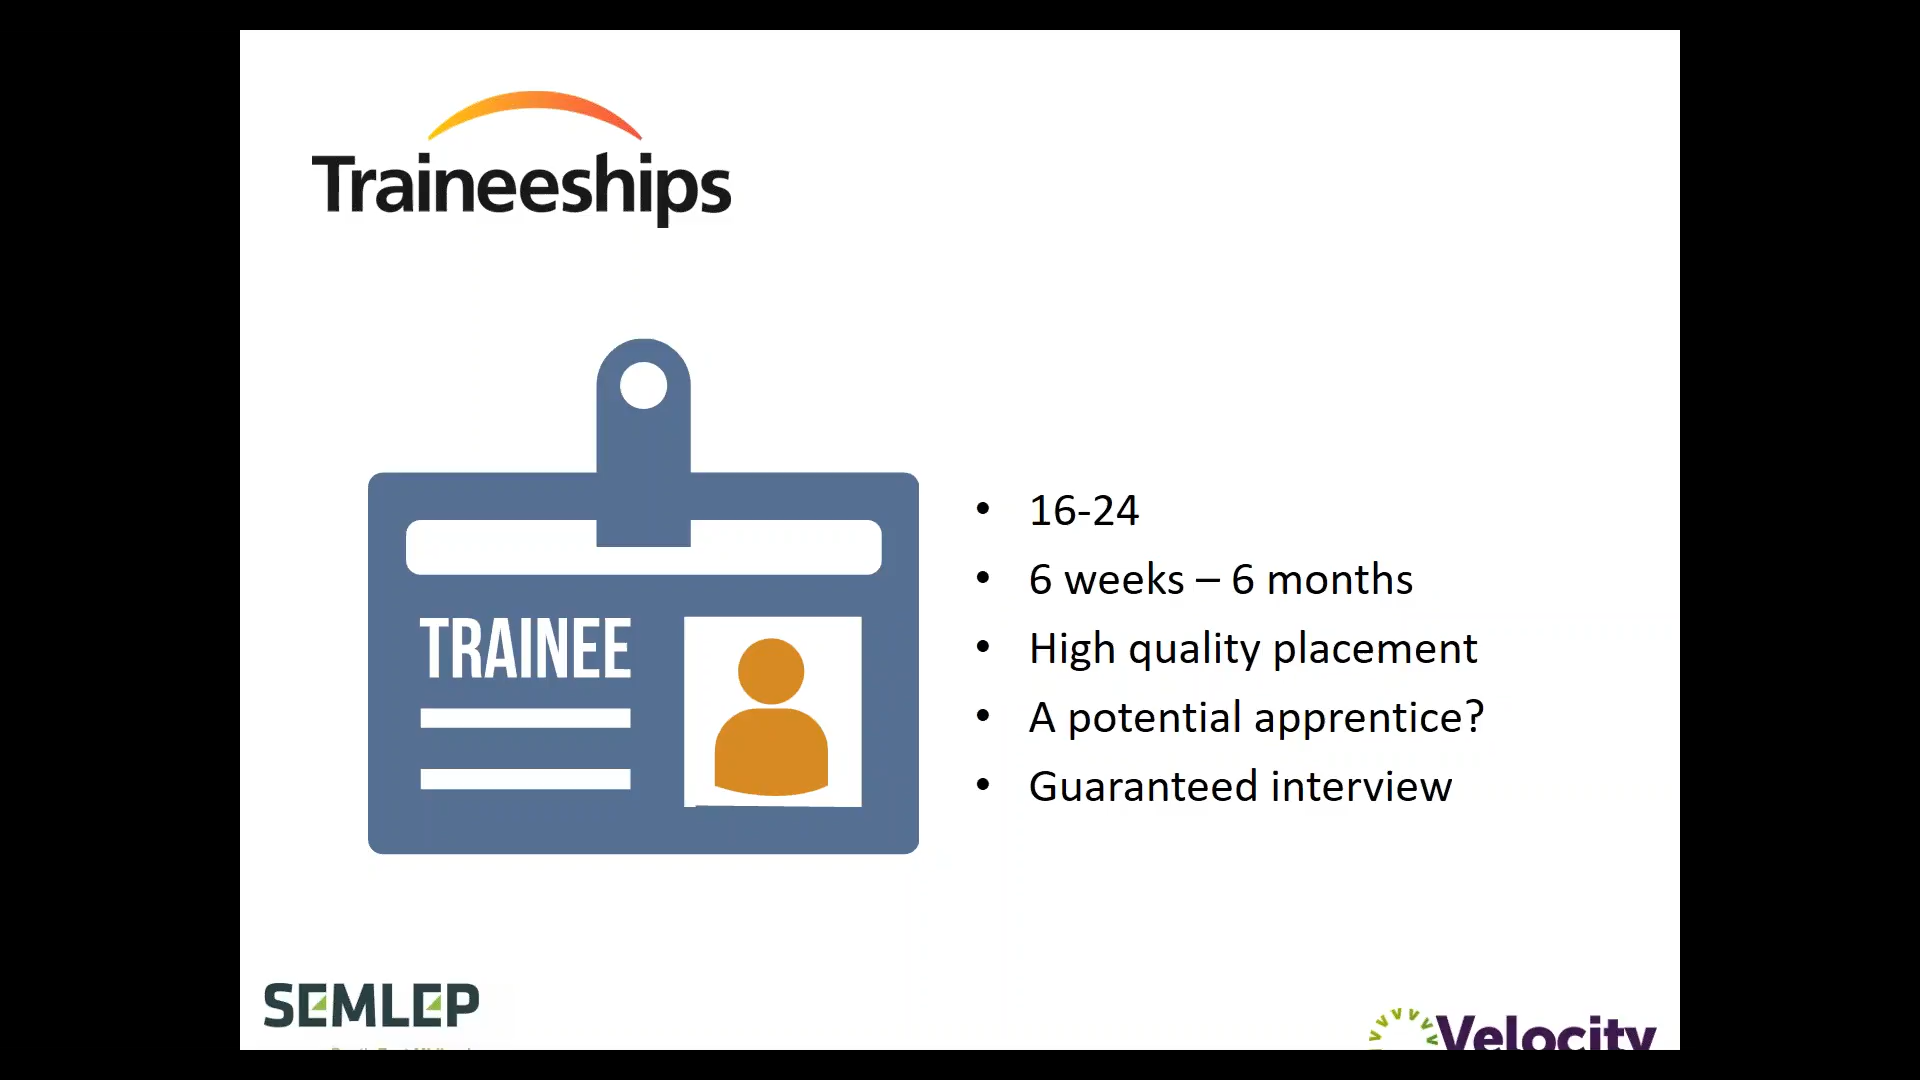 Traineeships
TRAINEE
• 16-24
• 6 weeks – 6 months
• High quality placement
• A potential apprentice?
• Guaranteed interview
SEMLEP
Velocity